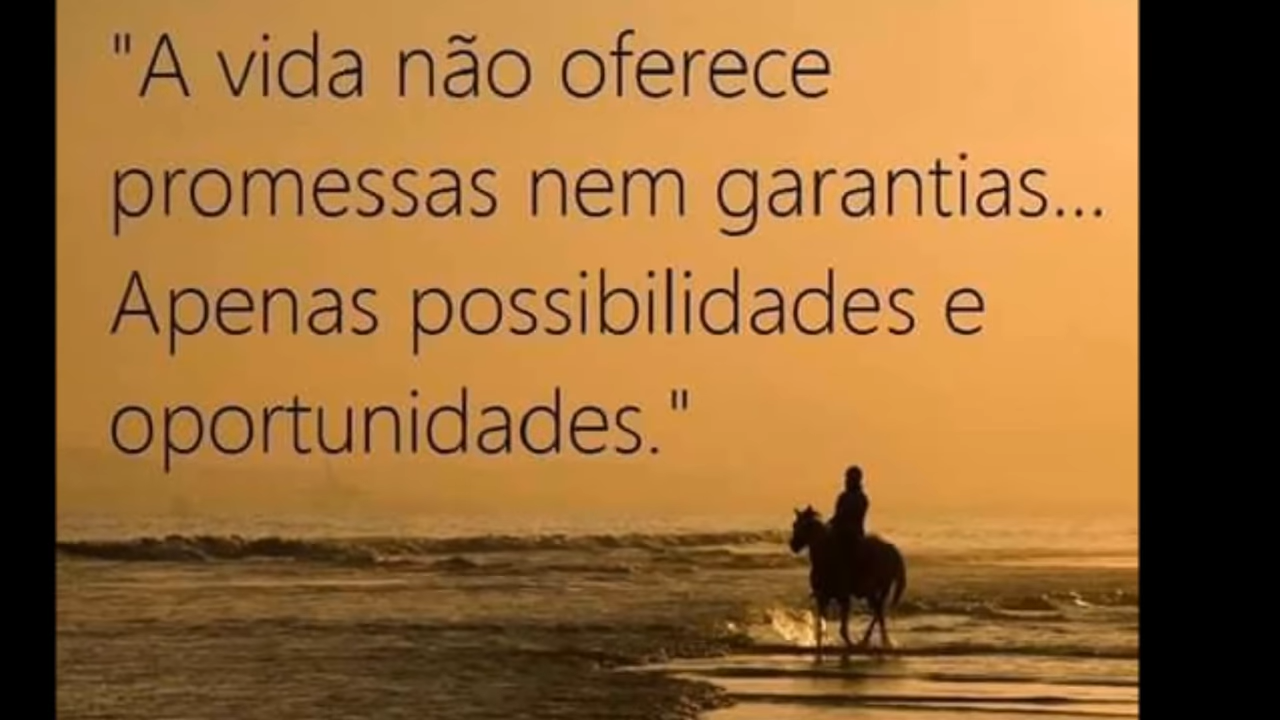 "A vida não oferece
promessas nem garantias...
Apenas possibilidades e
oportunidades."